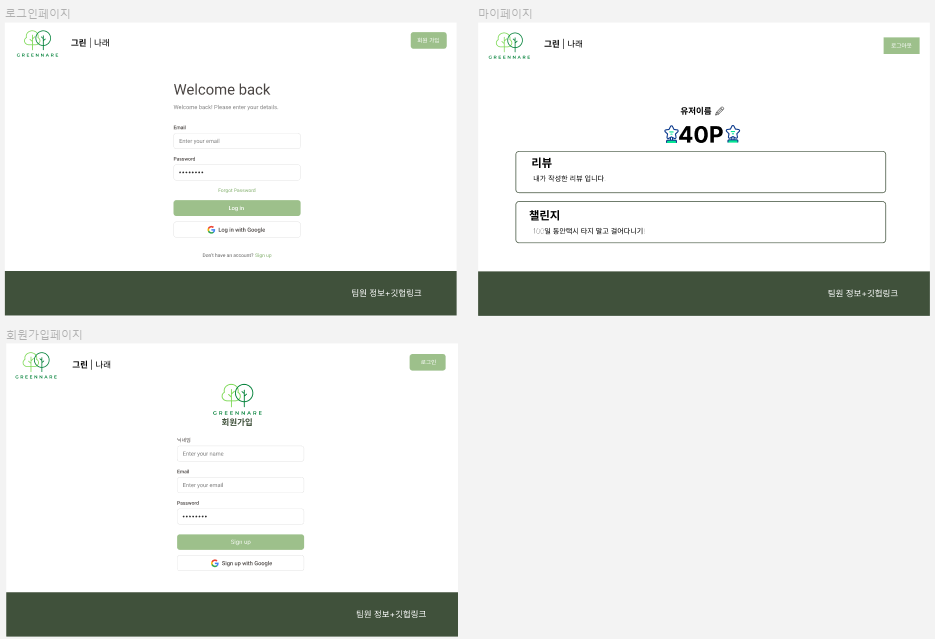 로그인페이지
GREENNARE
그린 | 나래
회원 가입
Welcome back
Welcome back! Please enter your details.
Email
Enter your email
Password
••••••••
Forgot Password
Log in
Log in with Google
Don't have an account? Sign up
팀원 정보+깃헙링크
마이페이지
GREENNARE
그린 | 나래
로그아웃
유저이름
40P
리뷰
내가 작성한 리뷰 입니다
챌린지
100일 동안택시 타지 말고 걸어다니기!
팀원 정보+깃헙링크
회원가입페이지
GREENNARE
그린 | 나래
로그인
GREENNARE
회원가입
닉네임
Enter your name
Email
Enter your email
Password
••••••••
Sign up
Sign up with Google
팀원 정보+깃헙링크